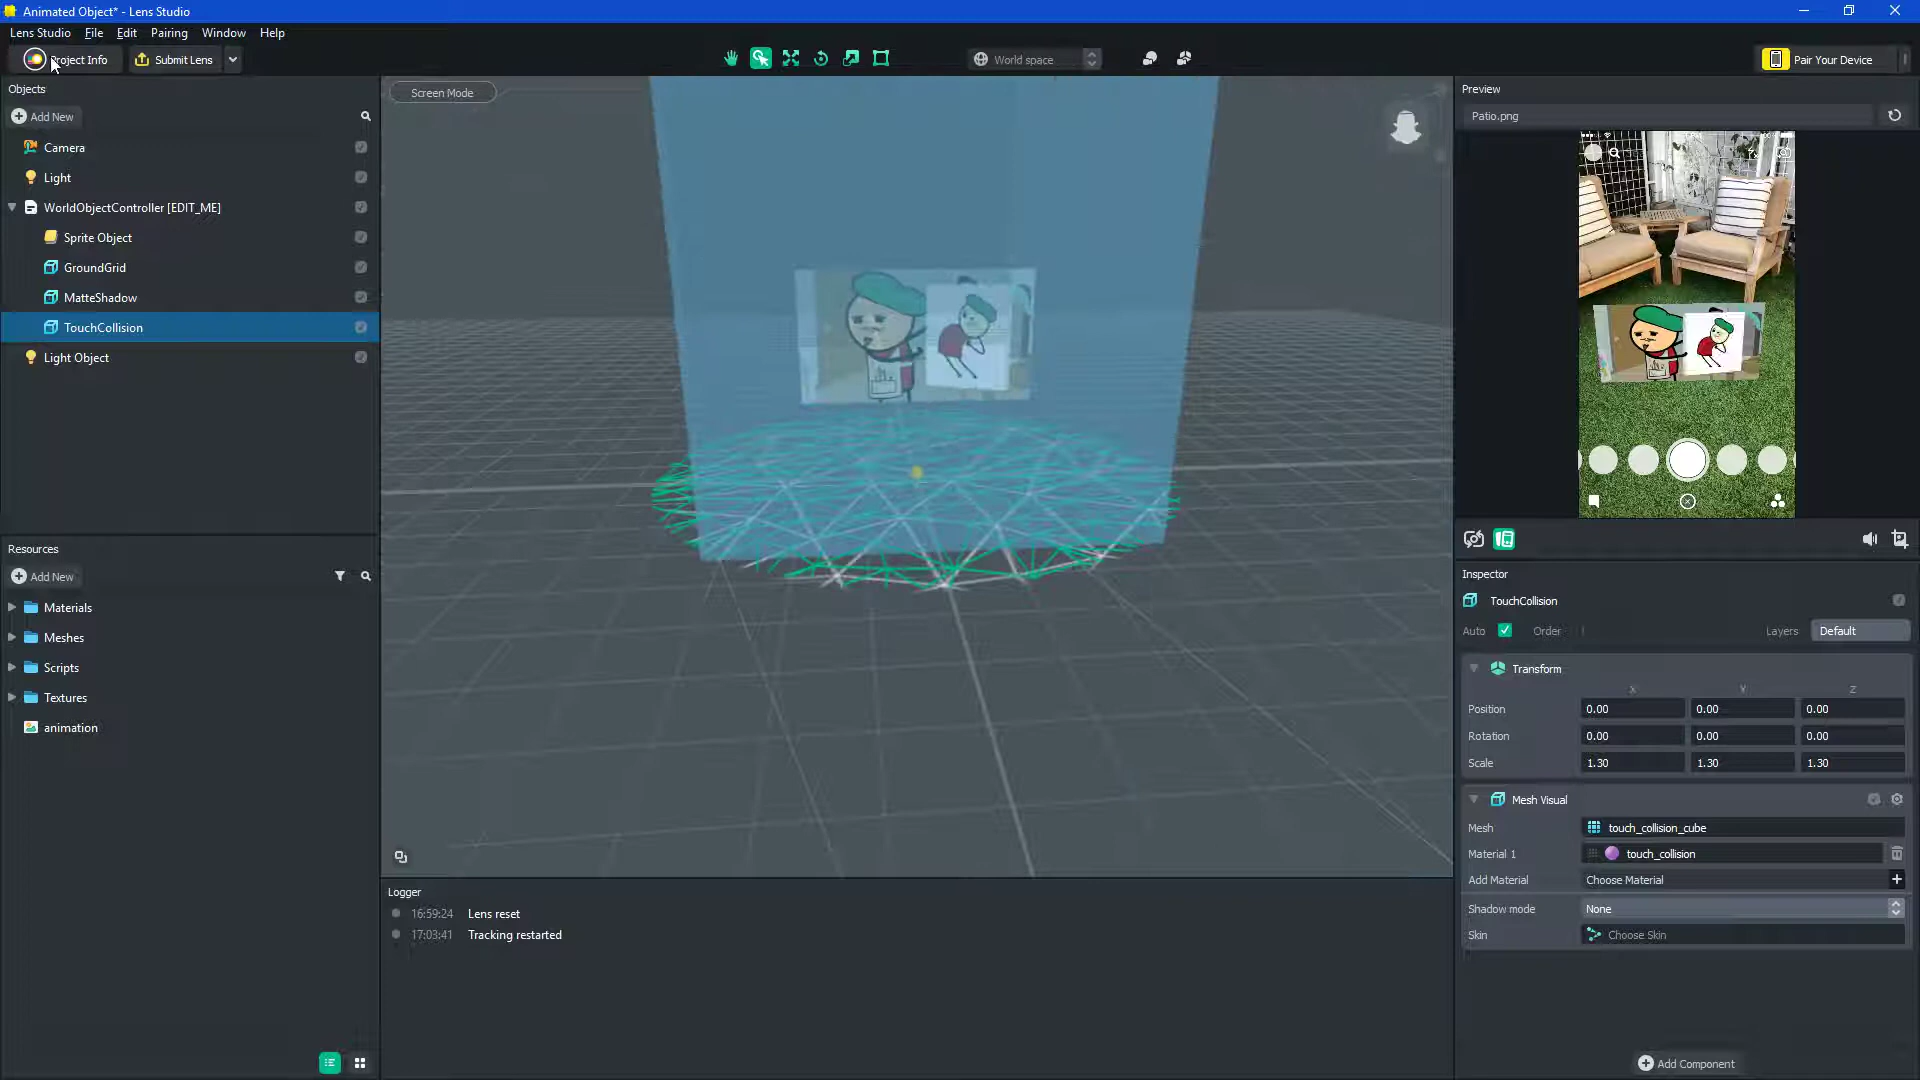 Animated Object* - Lens Studio
Lens Studio File Edit Pairing Window Help
Project Info Submit Lens World space Pair Your Device
Objects
Add New
Camera
Light
WorldObjectController [EDIT_ME]
Sprite Object
GroundGrid
MatteShadow
TouchCollision
Light Object
Resources
Add New
Materials
Meshes
Scripts
Textures
animation
Screen Mode
Logger
16:59:24 Lens reset
17:03:41 Tracking restarted
Preview
Patio.png
Inspector
TouchCollision
Auto Order Layers Default
Transform
X Y Z
Position 0.00 0.00 0.00
Rotation 0.00 0.00 0.00
Scale 1.30 1.30 1.30
Mesh Visual
Mesh touch_collision_cube
Material 1 touch_collision
Add Material Choose Material
Shadow mode None
Skin Choose Skin
Add Component